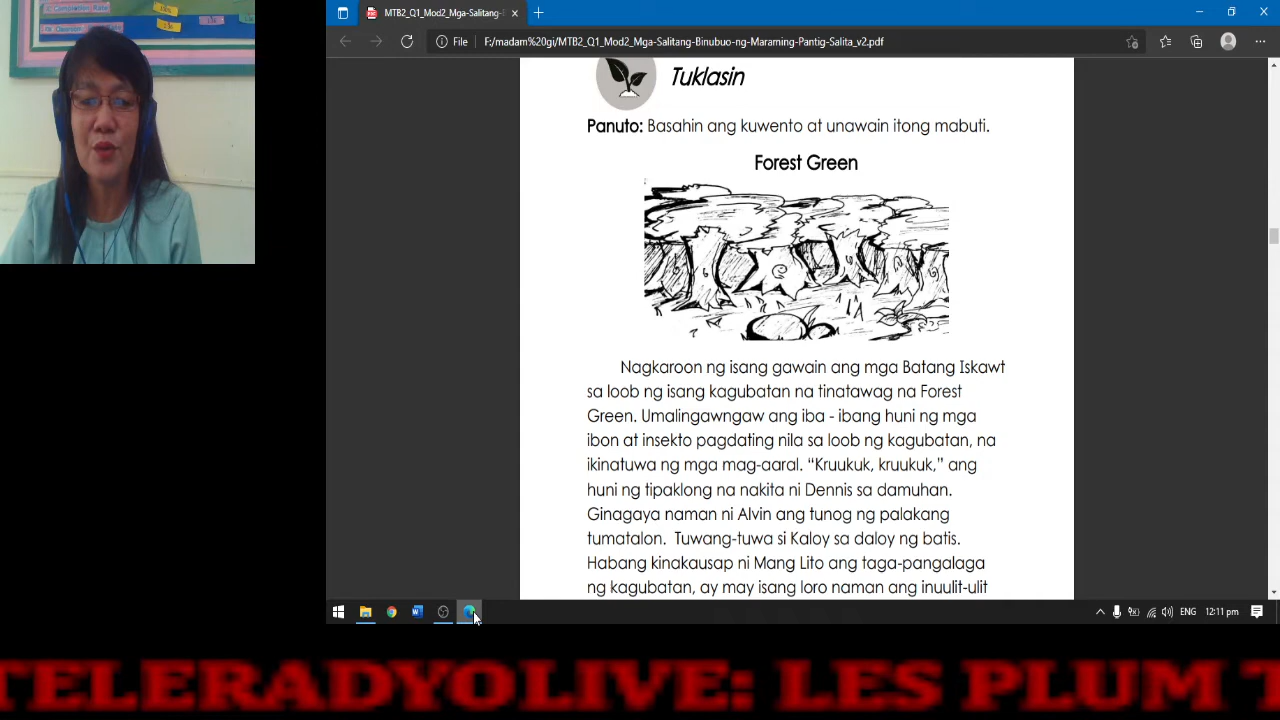 MTB2_Q1_Mod2_Mga-Salitang-
File
F:/madam%20gi/MTB2_Q1_Mod2_Mga-Salitang-Binubuo-ng-Maraming-Pantig-Salita_v2.pdf
Tuklasin
Panuto: Basahin ang kuwento at unawain itong mabuti.
Forest Green
Nagkaroon ng isang gawain ang mga Batang Iskawt
sa loob ng isang kagubatan na tinatawag na Forest
Green. Umalingawngaw ang iba - ibang huni ng mga
ibon at insekto pagdating nila sa loob ng kagubatan, na
ikinatuwa ng mga mag-aaral. “Kruukuk, kruukuk,” ang
huni ng tipaklong na nakita ni Dennis sa damuhan.
Ginagaya naman ni Alvin ang tunog ng palakang
tumatalon. Tuwang-tuwa si Kaloy sa daloy ng batis.
Habang kinakausap ni Mang Lito ang taga-pangalaga
ng kagubatan, ay may isang loro naman ang inuulit-ulit
ENG 12:11 pm
TELERADYOLIVE: LES PLUM T